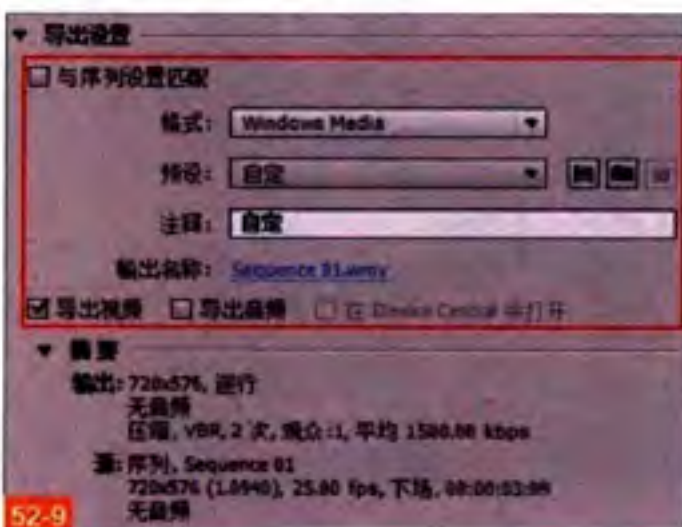 导出设置
与序列设置匹配
格式: Windows Media
预设: 自定
注释: 自定
输出名称: Sequence 01.wmv
导出视频 导出音频 在 Device Central 中打开
摘要
输出: 720x576, 逐行
无音频
压缩, VBR, 2 次, 观众:1, 平均 1500.00 kbps
源: 序列, Sequence 01
720x576 (1.0940), 25.00 fps, 下场, 00:00:03:09
无音频
52-9